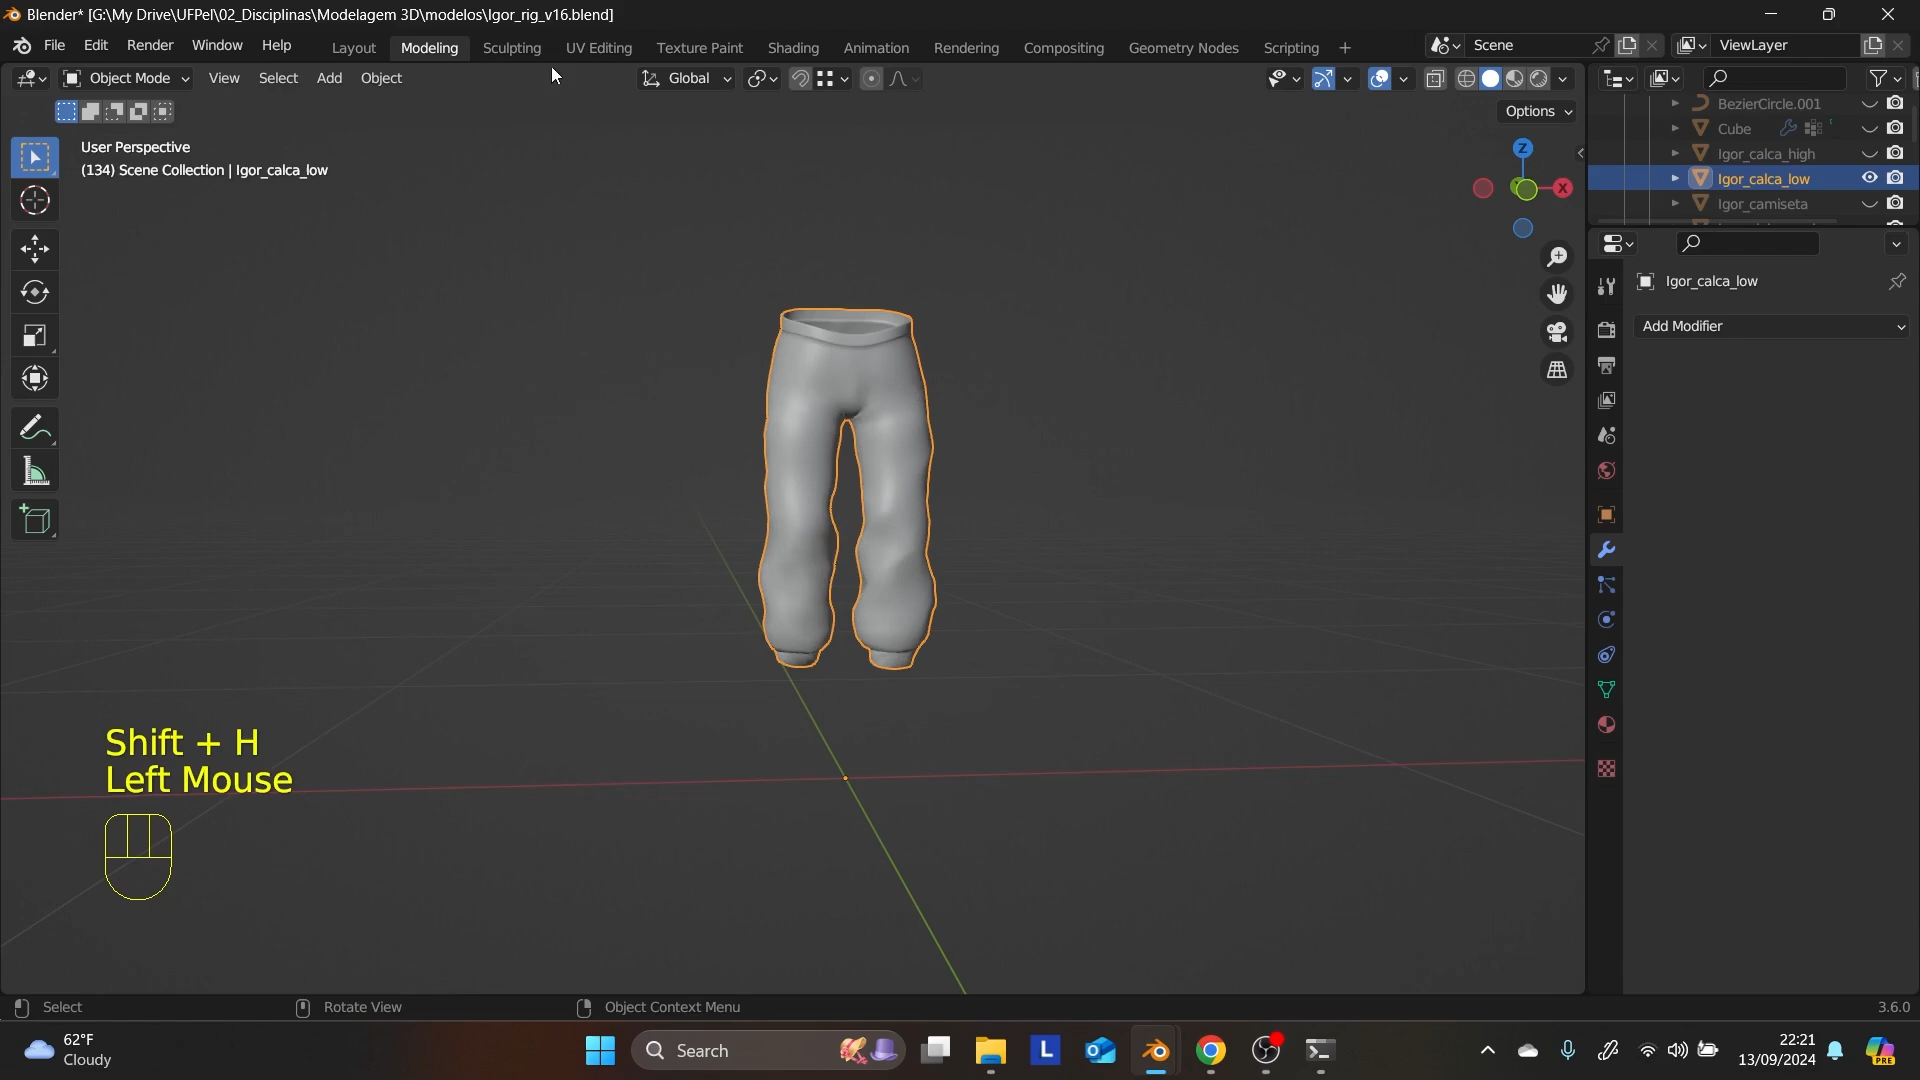 Blender* [G:\My Drive\UFPel\02_Disciplinas\Modelagem 3D\modelos\Igor_rig_v16.blend]
File Edit Render Window Help Layout Modeling Sculpting UV Editing Texture Paint Shading Animation Rendering Compositing Geometry Nodes Scripting + Scene ViewLayer
Object Mode View Select Add Object Global
Options
User Perspective
(134) Scene Collection | Igor_calca_low
Z
X
BezierCircle.001
Cube
Igor_calca_high
Igor_calca_low
Igor_camiseta
Igor_calca_low
Add Modifier
Shift + H
Left Mouse
Select Rotate View Object Context Menu 3.6.0
62°F
Cloudy
Search
L
22:21
13/09/2024
PRE